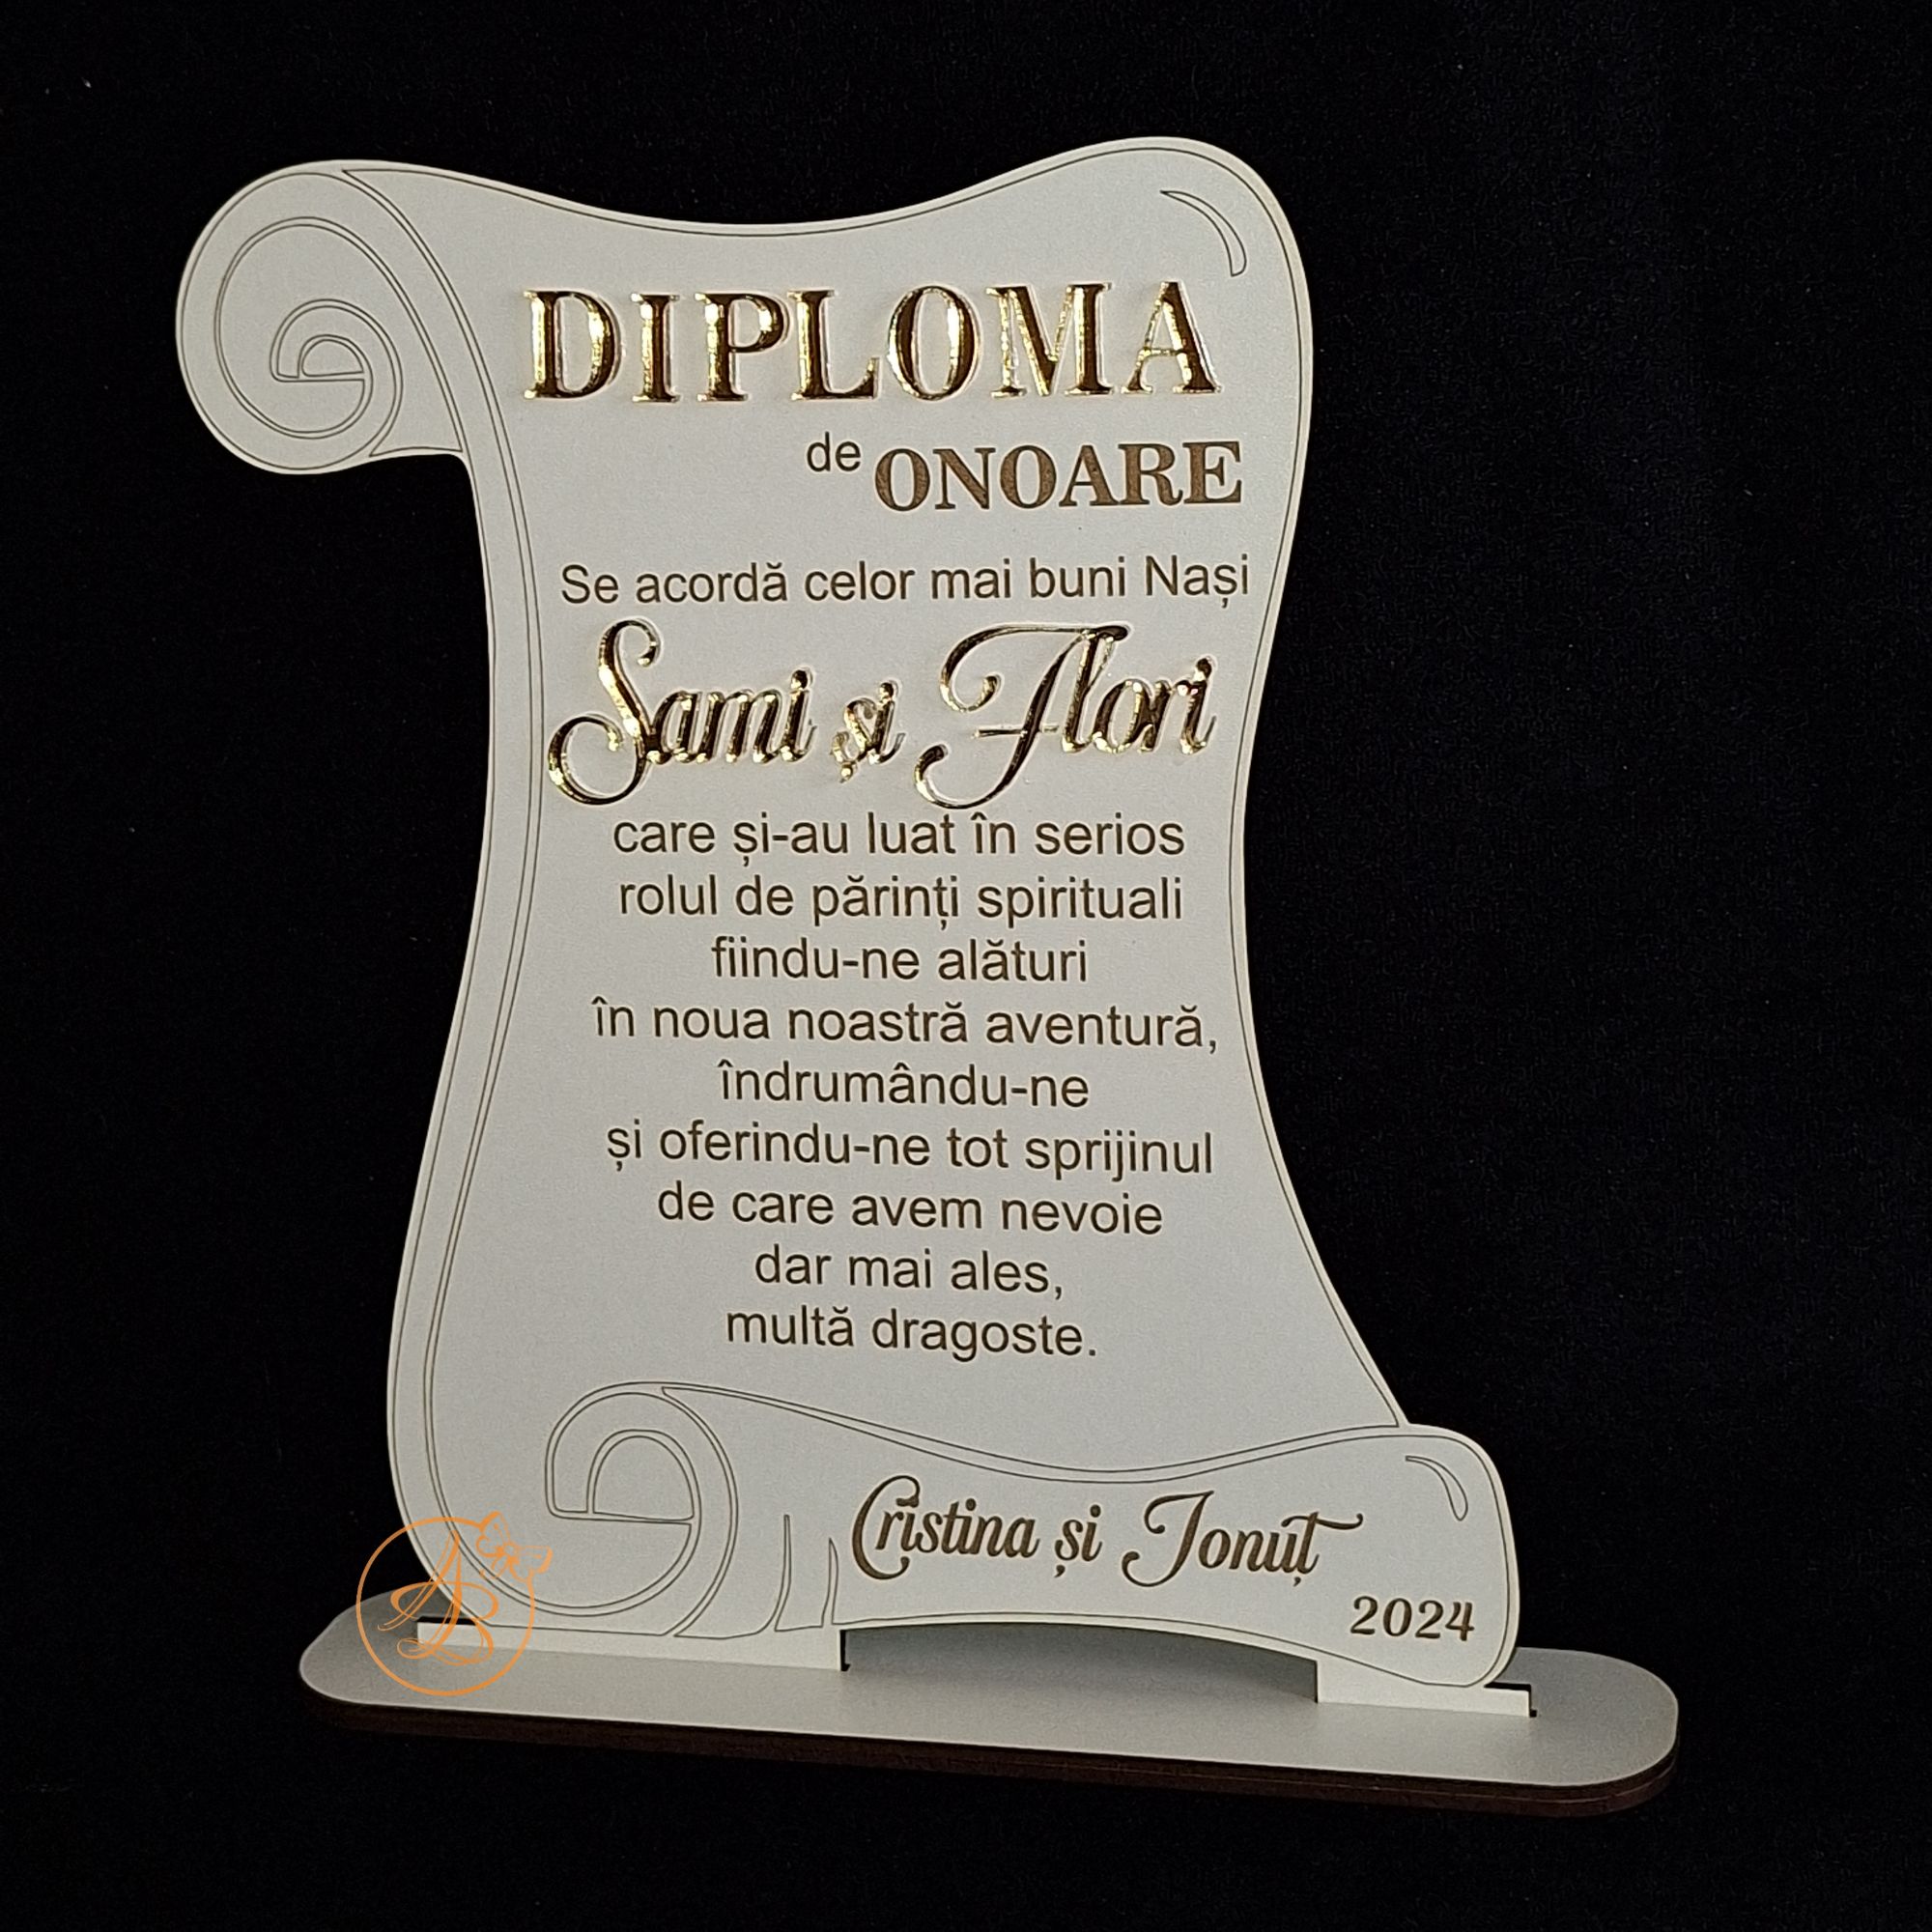 DIPLOMA
de ONOARE
Se acordă celor mai buni Nași
Sami și Flori
care și-au luat în serios
rolul de părinți spirituali
fiindu-ne alături
în noua noastră aventură,
îndrumându-ne
și oferindu-ne tot sprijinul
de care avem nevoie
dar mai ales,
multă dragoste.
Cristina și Ionuț
2024
AB